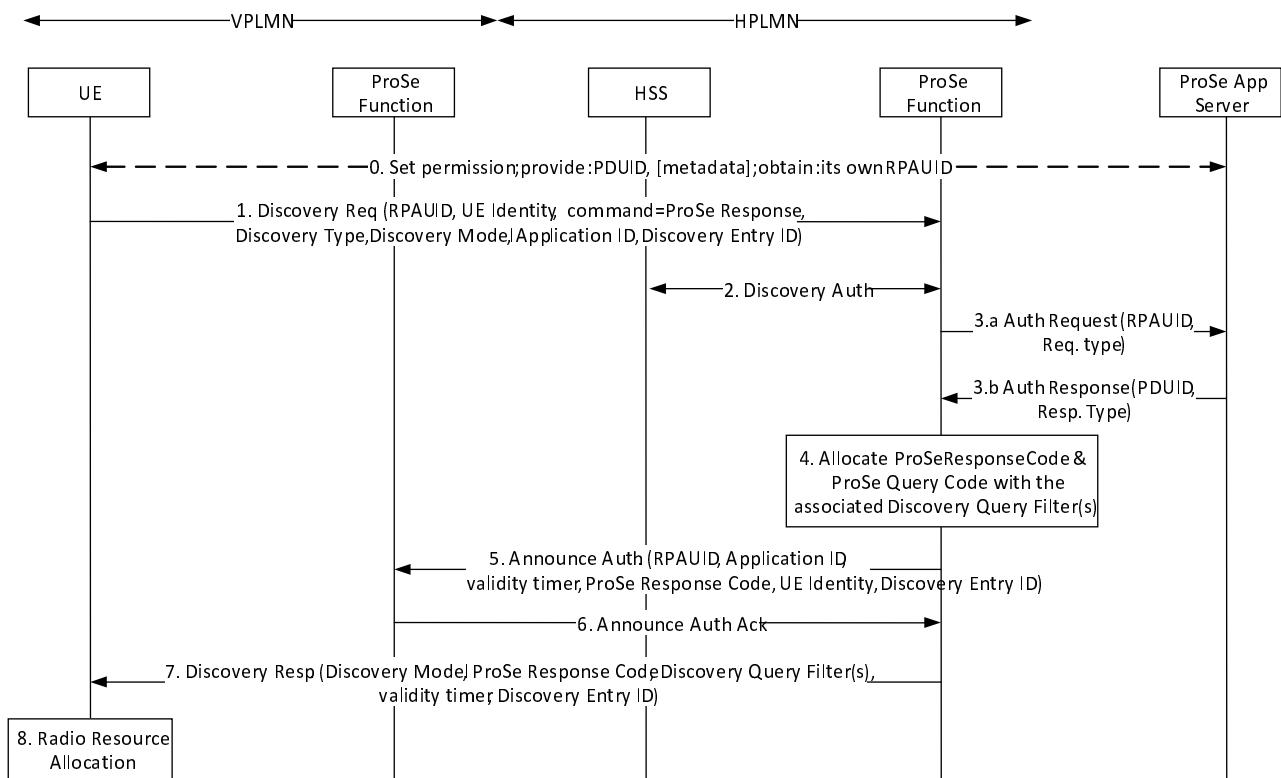 VPLMN
HPLMN
UE
ProSe
Function
HSS
ProSe
Function
ProSe App
Server
0. Set permission;provide:PDUID, [metadata];obtain:its own RPAUID
1. Discovery Req (RPAUID, UE Identity, command=ProSe Response,
Discovery Type,Discovery Mode,Application ID,Discovery Entry ID)
2. Discovery Auth
3.a Auth Request (RPAUID,
Req. type)
3.b Auth Response(PDUID,
Resp. Type)
4. Allocate ProSeResponseCode &
ProSe Query Code with the
associated Discovery Query Filter(s)
5. Announce Auth. (RPAUID, Application ID,
validity timer, ProSe Response Code, UE Identity, Discovery Entry ID)
6. Announce Auth Ack
7. Discovery Resp (Discovery Mode, ProSe Response Code,Discovery Query Filter(s),
validity timer, Discovery Entry ID)
8. Radio Resource
Allocation